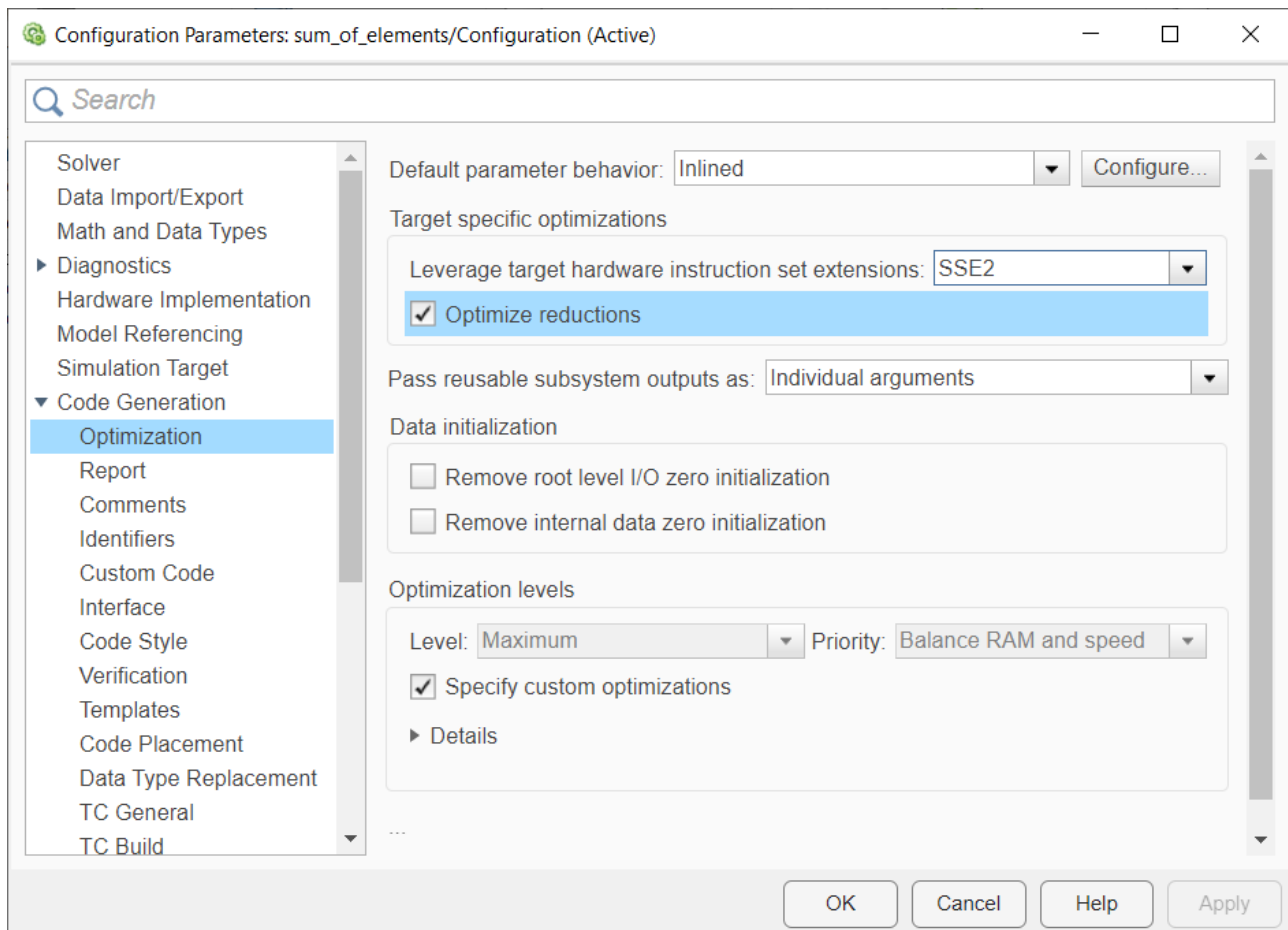 Configuration Parameters: sum_of_elements/Configuration (Active)
Search
Solver
Data Import/Export
Math and Data Types
Diagnostics
Hardware Implementation
Model Referencing
Simulation Target
Code Generation
Optimization
Report
Comments
Identifiers
Custom Code
Interface
Code Style
Verification
Templates
Code Placement
Data Type Replacement
TC General
TC Build
Default parameter behavior: Inlined Configure...
Target specific optimizations
Leverage target hardware instruction set extensions: SSE2
Optimize reductions
Pass reusable subsystem outputs as: Individual arguments
Data initialization
Remove root level I/O zero initialization
Remove internal data zero initialization
Optimization levels
Level: Maximum Priority: Balance RAM and speed
Specify custom optimizations
Details
...
OK Cancel Help Apply